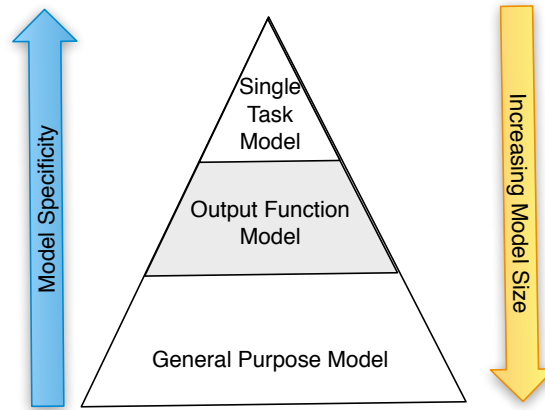 Model Specificity
Single
Task
Model
Output Function
Model
General Purpose Model
Increasing Model Size